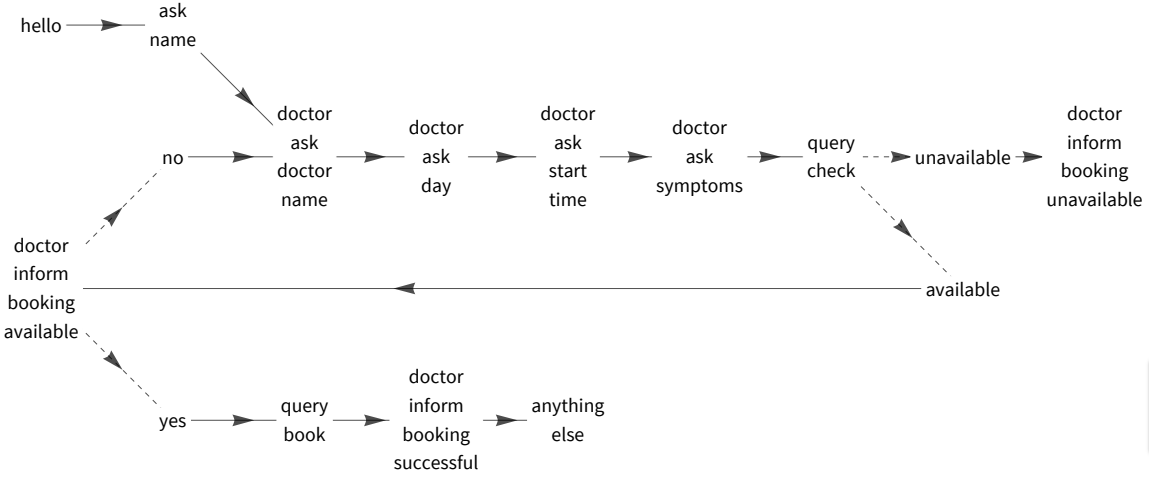 hello
ask
name
no
doctor
ask
doctor
name
doctor
ask
day
doctor
ask
start
time
doctor
ask
symptoms
query
check
unavailable
doctor
inform
booking
unavailable
doctor
inform
booking
available
available
yes
query
book
doctor
inform
booking
successful
anything
else